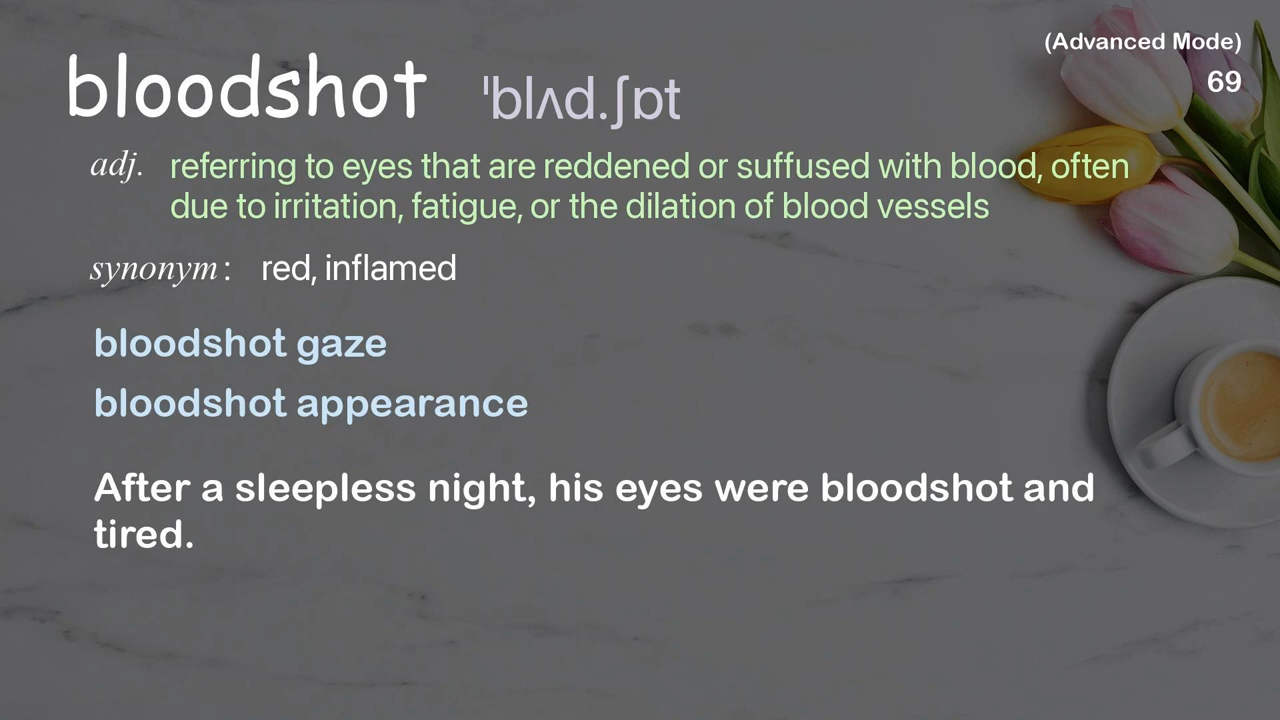 (Advanced Mode)
69
bloodshot ˈblʌd.ʃɒt
adj. referring to eyes that are reddened or suffused with blood, often
due to irritation, fatigue, or the dilation of blood vessels
synonym: red, inflamed
bloodshot gaze
bloodshot appearance
After a sleepless night, his eyes were bloodshot and
tired.